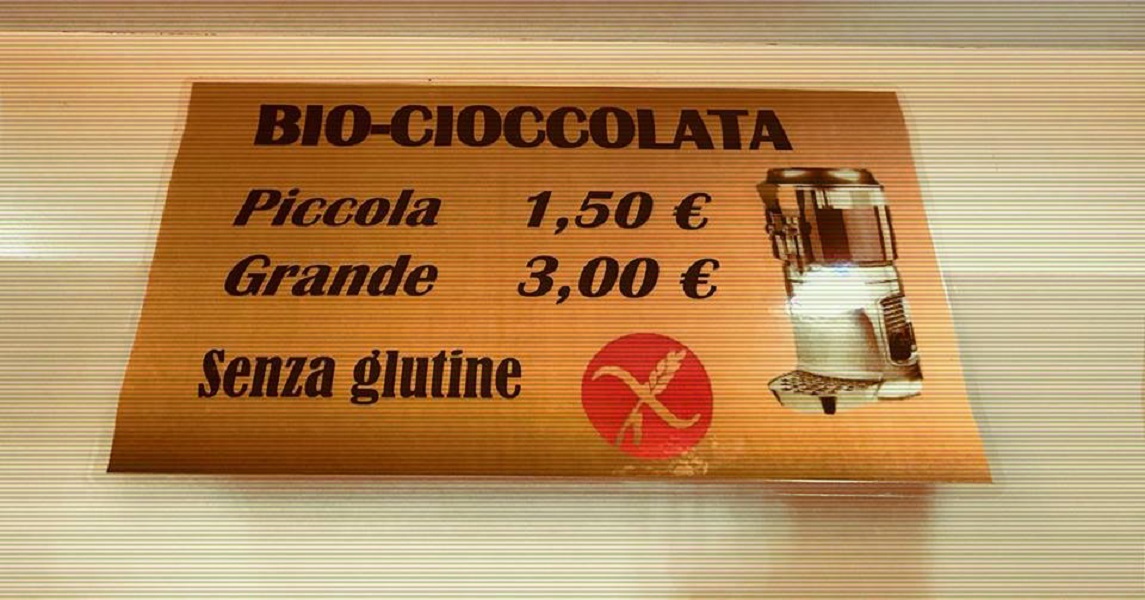 BIO-CIOCCOLATA
Piccola 1,50 €
Grande 3,00 €
Senza glutine